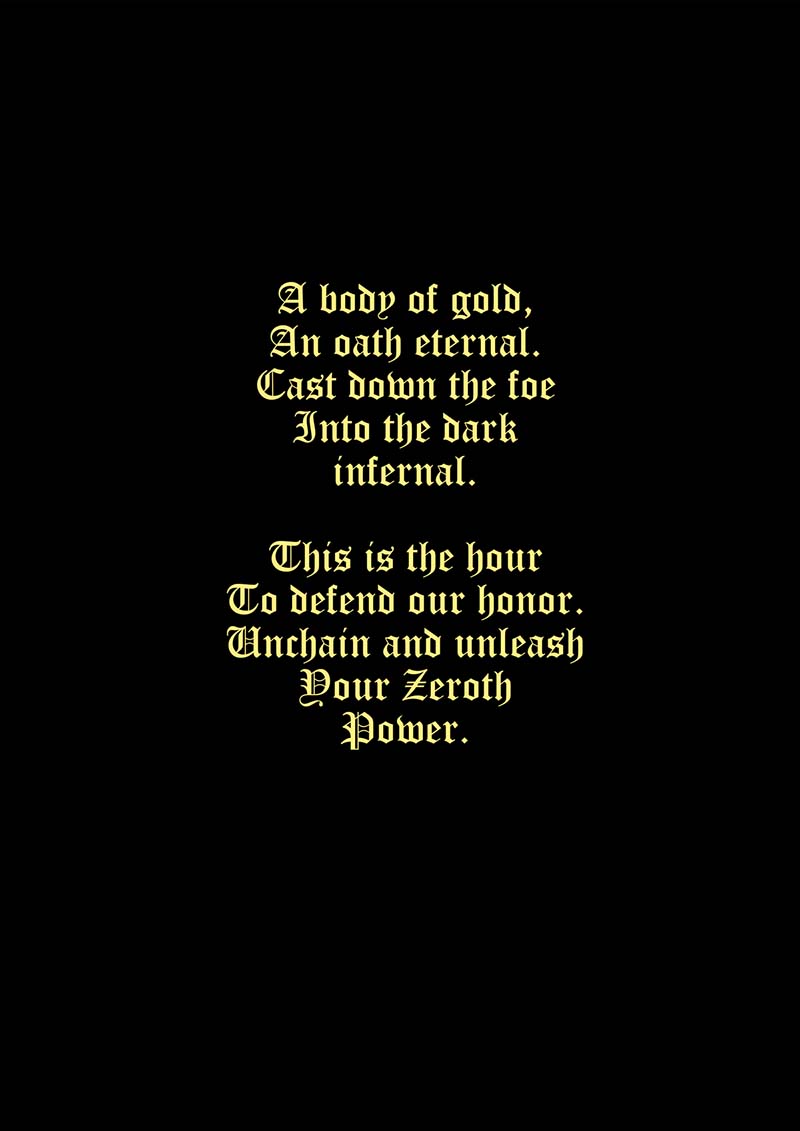 A body of gold,
An oath eternal.
Cast down the foe
Into the dark
infernal.
This is the hour
To defend our honor.
Unchain and unleash
Your Zeroth
Power.